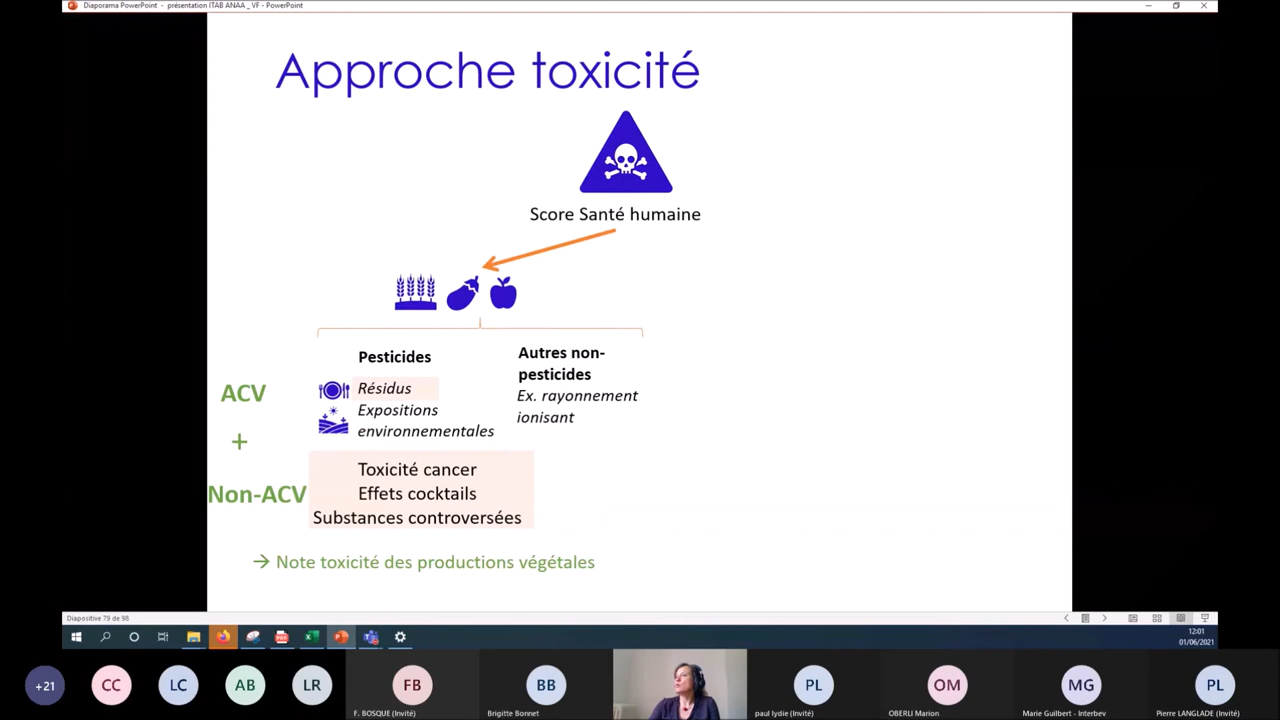 Diaporama PowerPoint - présentation ITAB ANAA _ VF - PowerPoint
Approche toxicité
Score Santé humaine
Pesticides
Résidus
Expositions
environnementales
Autres non-
pesticides
Ex. rayonnement
ionisant
ACV
+
Non-ACV
Toxicité cancer
Effets cocktails
Substances controversées
→ Note toxicité des productions végétales
Diapositive 79 de 98
12:01
01/06/2021
+21
CC
LC
AB
LR
FB
F. BOSQUE (Invité)
BB
Brigitte Bonnet
PL
paul lydie (Invité)
OM
OBERLI Marion
MG
Marie Guilbert - Interbev
PL
Pierre LANGLADE (Invité)